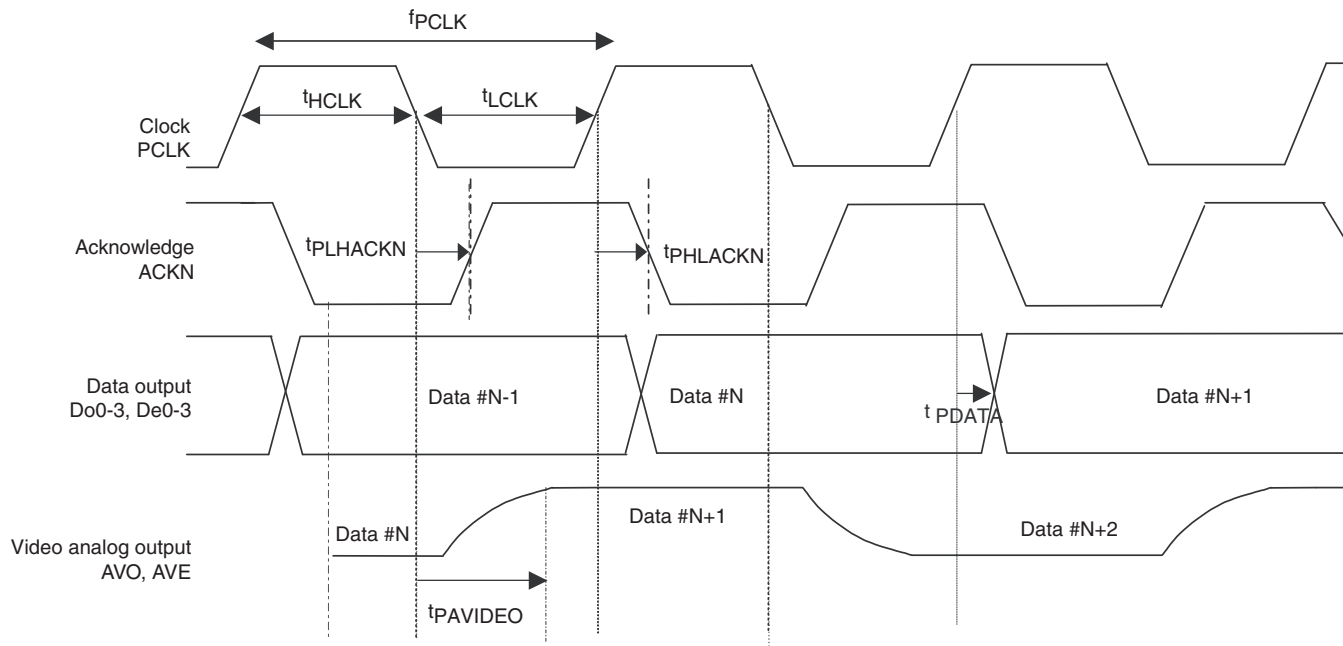 fPCLK
tHCLK
tLCLK
Clock
PCLK
Acknowledge
ACKN
tPLHACKN
tPHLACKN
Data output
Do0-3, De0-3
Data #N-1
Data #N
t PDATA
Data #N+1
Video analog output
AVO, AVE
Data #N
Data #N+1
Data #N+2
tPAVIDEO